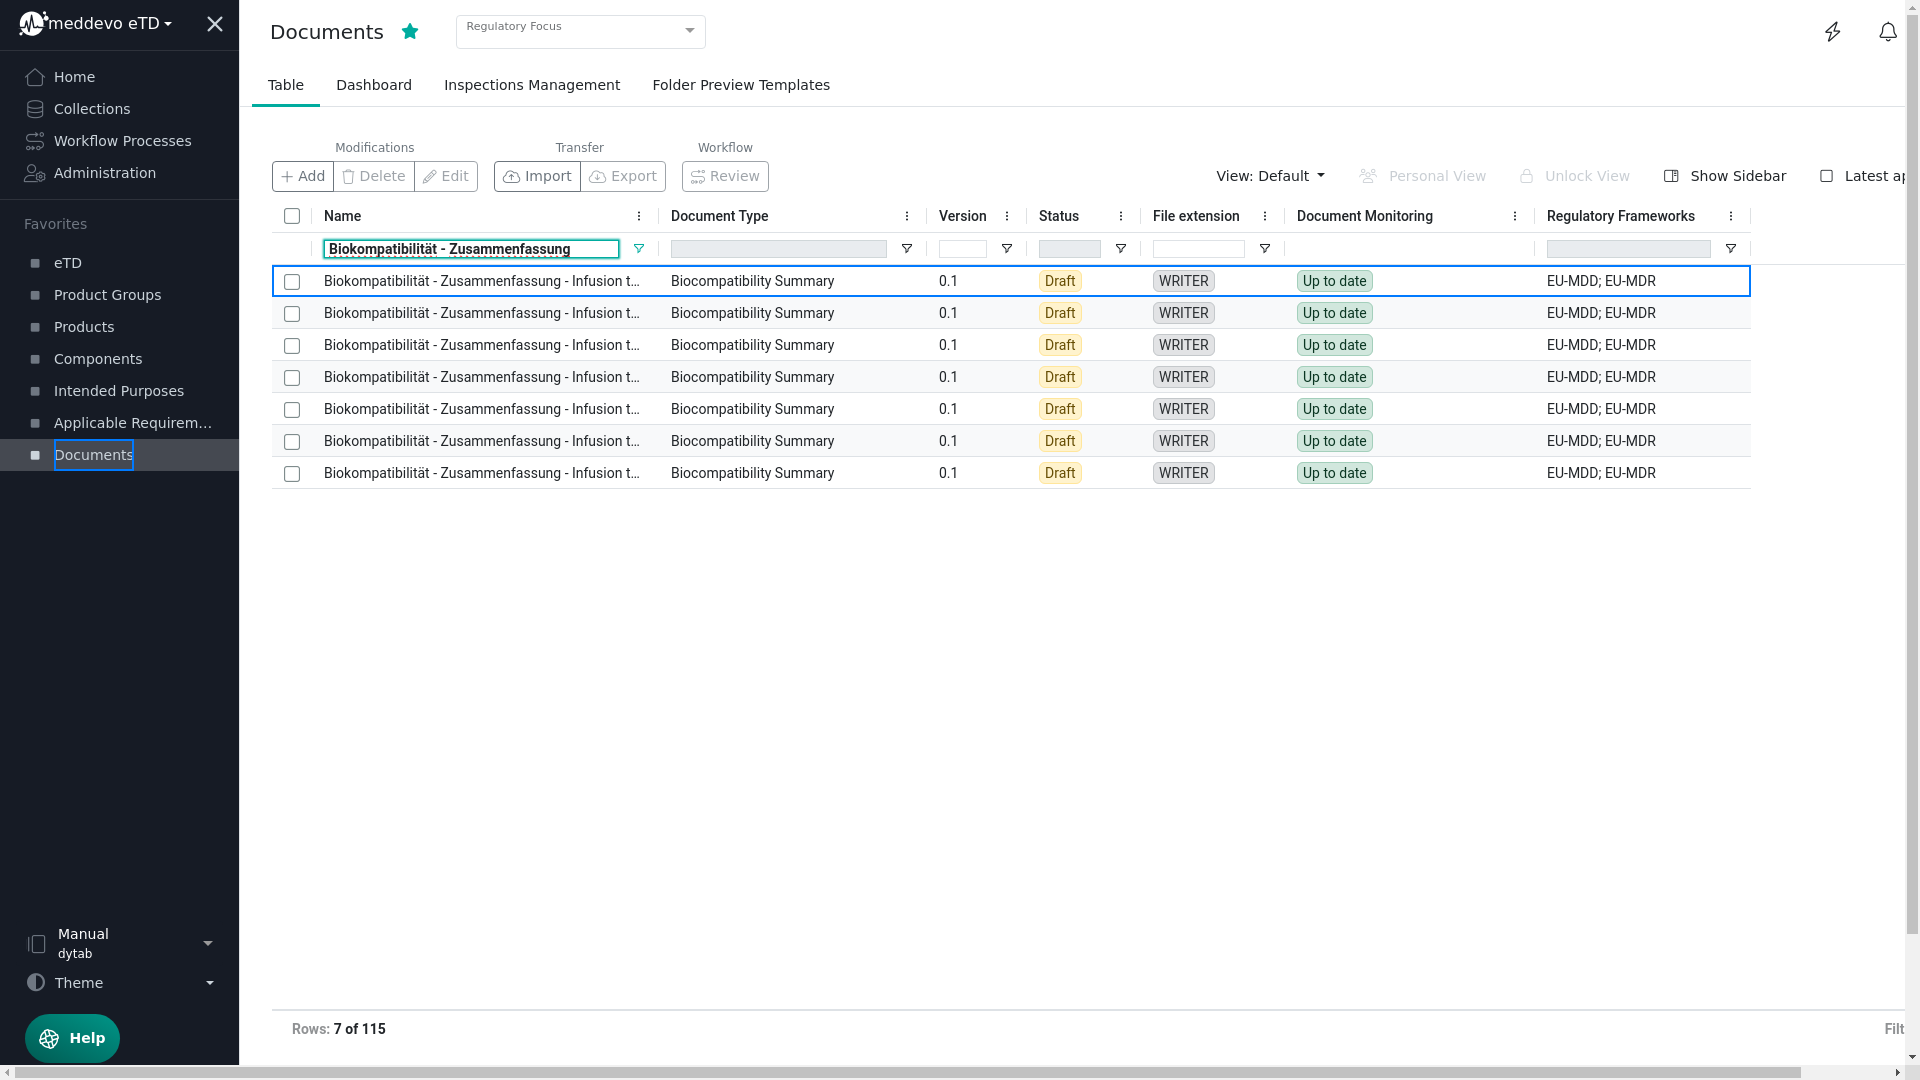 meddevo eTD
Home
Collections
Workflow Processes
Administration
Favorites
eTD
Product Groups
Products
Components
Intended Purposes
Applicable Requirem...
Documents
Manual
dytab
Theme
Help
Documents
Regulatory Focus
Table Dashboard Inspections Management Folder Preview Templates
Modifications Transfer Workflow
Add Delete Edit Import Export Review View: Default Personal View Unlock View Show Sidebar Latest ap
Name Document Type Version Status File extension Document Monitoring Regulatory Frameworks
Biokompatibilität - Zusammenfassung
Biokompatibilität - Zusammenfassung - Infusion t... Biocompatibility Summary 0.1 Draft WRITER Up to date EU-MDD; EU-MDR
Biokompatibilität - Zusammenfassung - Infusion t... Biocompatibility Summary 0.1 Draft WRITER Up to date EU-MDD; EU-MDR
Biokompatibilität - Zusammenfassung - Infusion t... Biocompatibility Summary 0.1 Draft WRITER Up to date EU-MDD; EU-MDR
Biokompatibilität - Zusammenfassung - Infusion t... Biocompatibility Summary 0.1 Draft WRITER Up to date EU-MDD; EU-MDR
Biokompatibilität - Zusammenfassung - Infusion t... Biocompatibility Summary 0.1 Draft WRITER Up to date EU-MDD; EU-MDR
Biokompatibilität - Zusammenfassung - Infusion t... Biocompatibility Summary 0.1 Draft WRITER Up to date EU-MDD; EU-MDR
Biokompatibilität - Zusammenfassung - Infusion t... Biocompatibility Summary 0.1 Draft WRITER Up to date EU-MDD; EU-MDR
Rows: 7 of 115 Filt